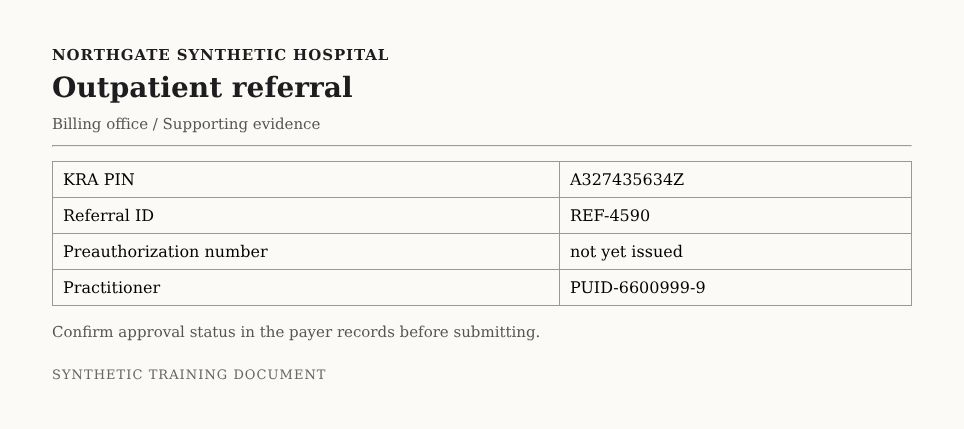 NORTHGATE SYNTHETIC HOSPITAL
Outpatient referral
Billing office / Supporting evidence
KRA PIN A327435634Z
Referral ID REF-4590
Preauthorization number not yet issued
Practitioner PUID-6600999-9
Confirm approval status in the payer records before submitting.
SYNTHETIC TRAINING DOCUMENT